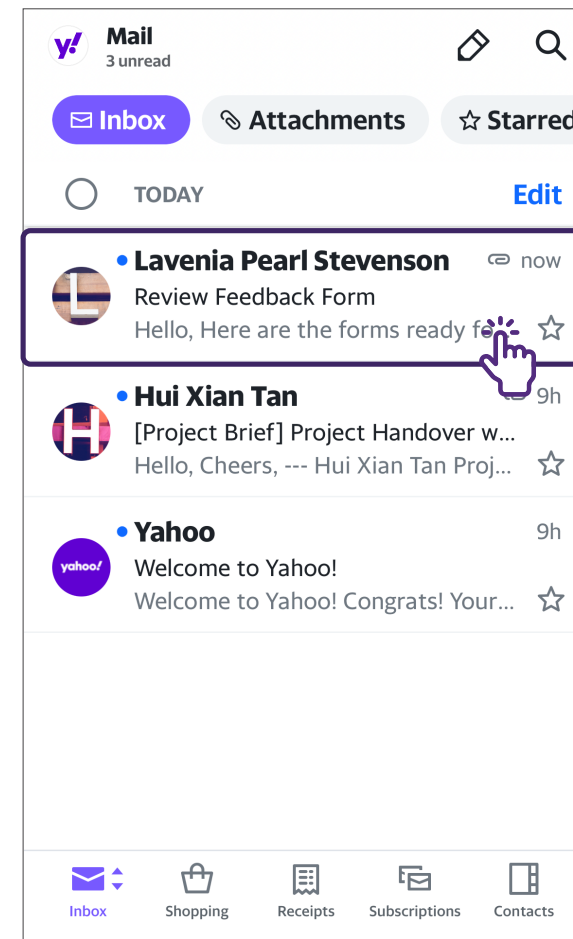 y!
Mail
3 unread
Inbox
Attachments
Starred
TODAY
Edit
L
Lavenia Pearl Stevenson
now
Review Feedback Form
Hello, Here are the forms ready
H
Hui Xian Tan
9h
[Project Brief] Project Handover w...
Hello, Cheers, --- Hui Xian Tan Proj...
yahoo!
Yahoo
9h
Welcome to Yahoo!
Welcome to Yahoo! Congrats! Your...
Inbox
Shopping
Receipts
Subscriptions
Contacts